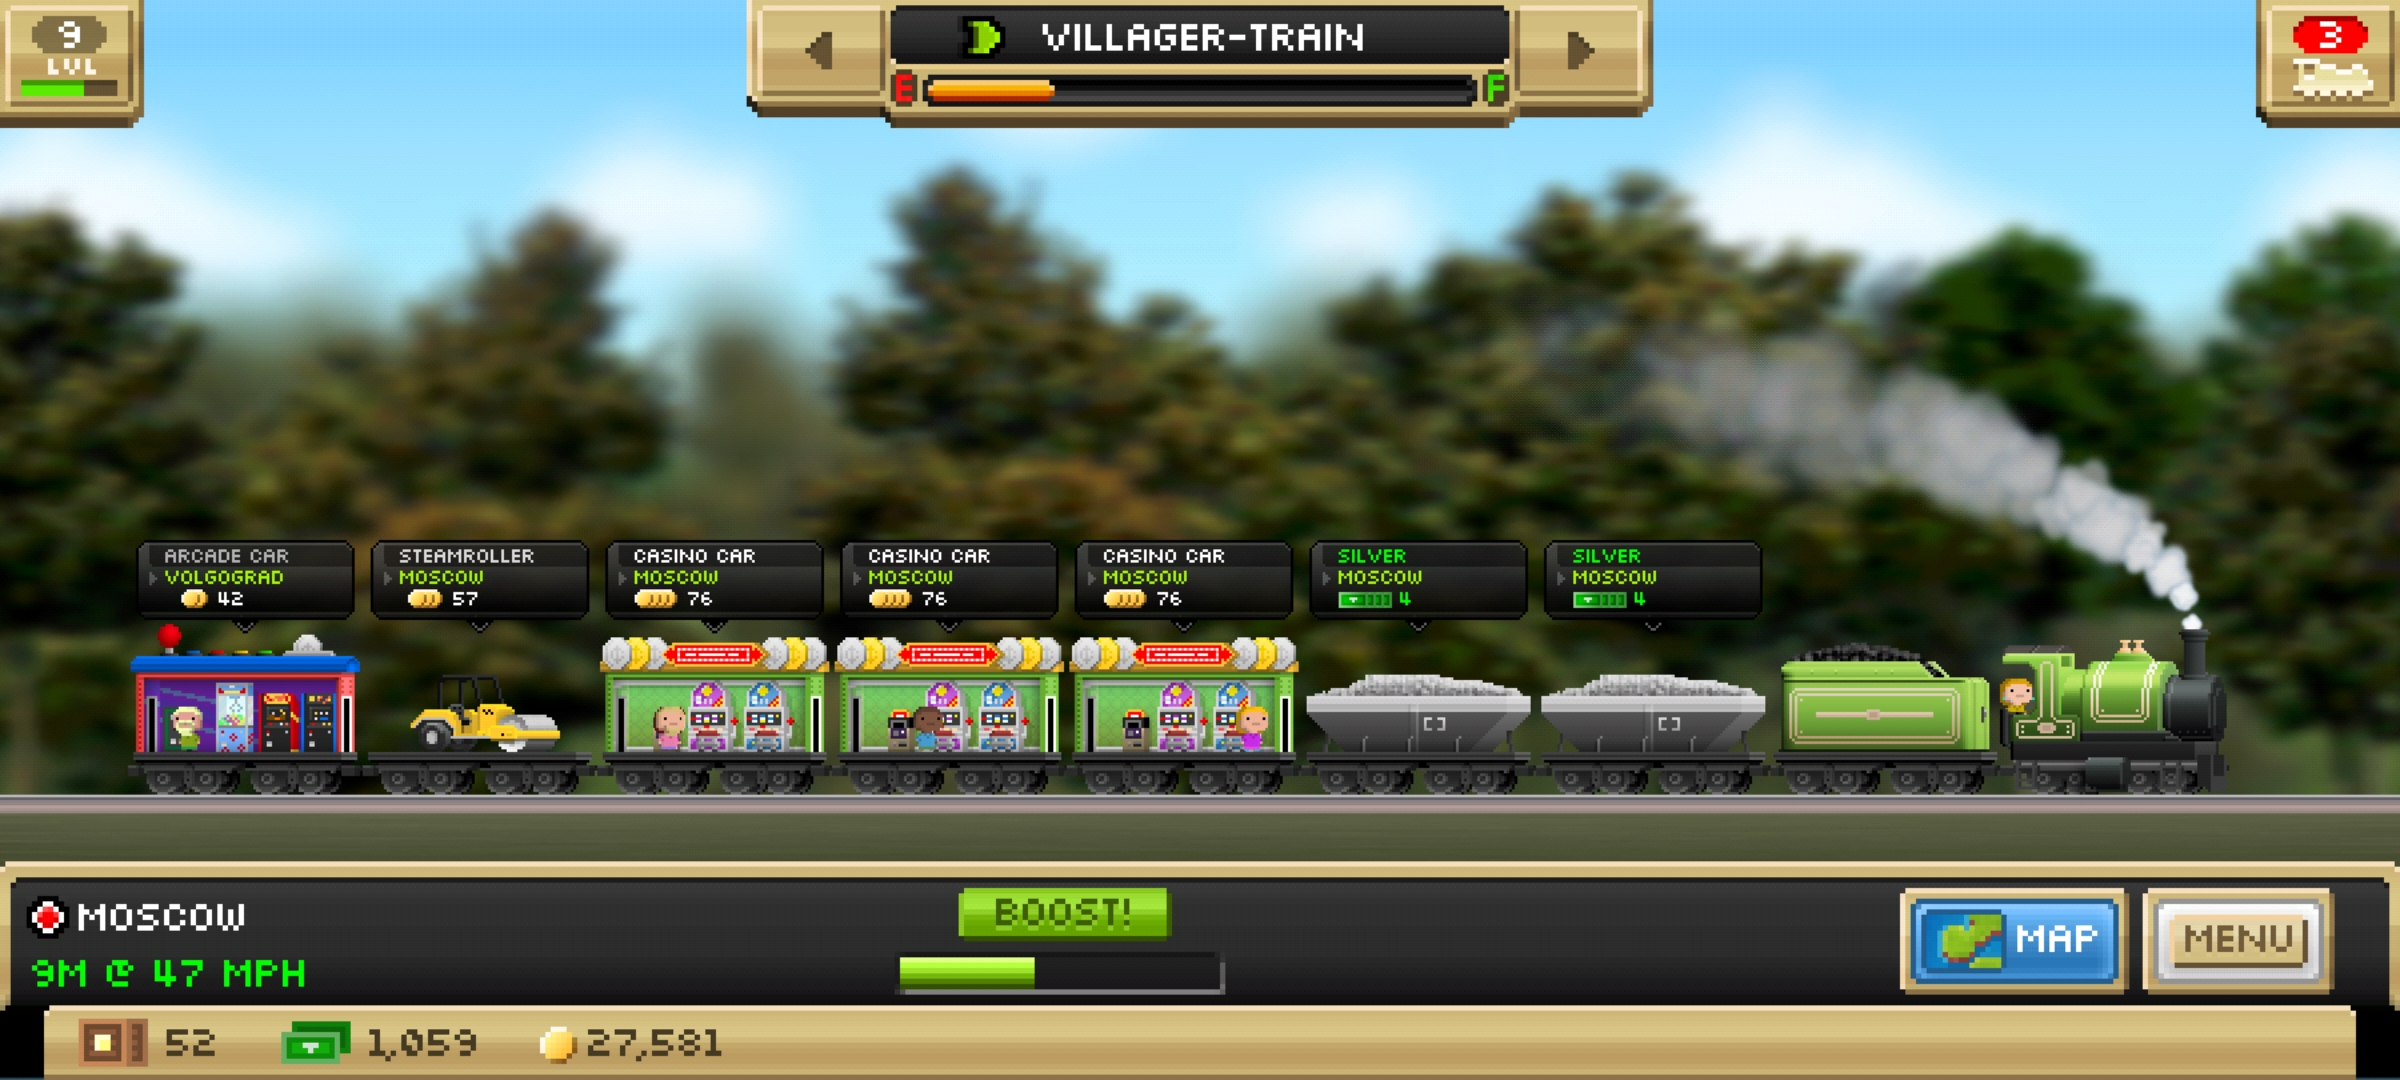 9
LVL
VILLAGER-TRAIN
E
F
3
ARCADE CAR
VOLGOGRAD
42
STEAMROLLER
MOSCOW
57
CASINO CAR
MOSCOW
76
CASINO CAR
MOSCOW
76
CASINO CAR
MOSCOW
76
SILVER
MOSCOW
4
SILVER
MOSCOW
4
MOSCOW
9M @ 47 MPH
BOOST!
MAP
MENU
52
1,059
27,581